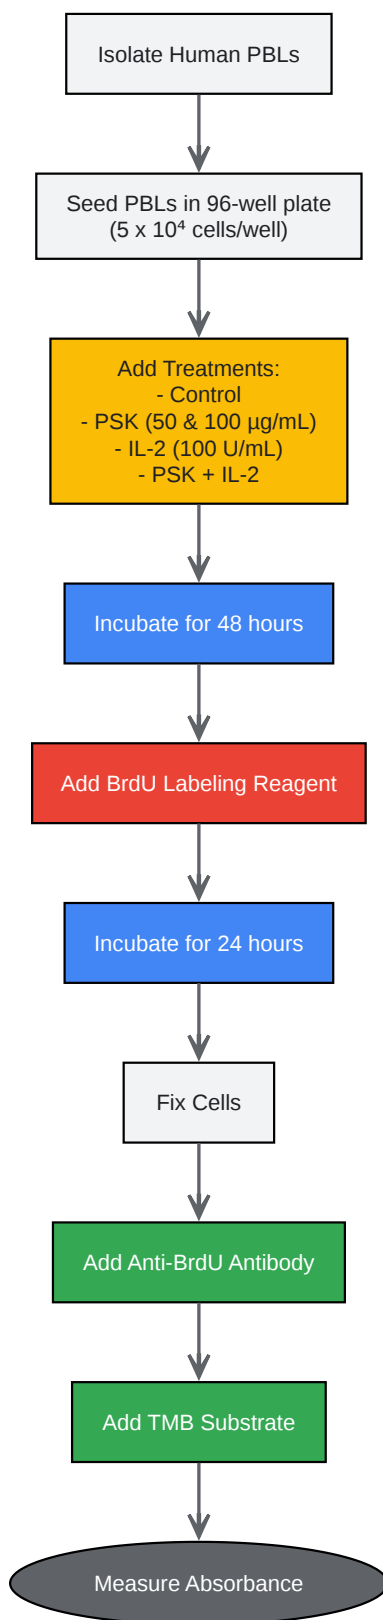 Isolate Human PBLs
Seed PBLs in 96-well plate
(5 x 10⁴ cells/well)
Add Treatments:
- Control
- PSK (50 & 100 µg/mL)
- IL-2 (100 U/mL)
- PSK + IL-2
Incubate for 48 hours
Add BrdU Labeling Reagent
Incubate for 24 hours
Fix Cells
Add Anti-BrdU Antibody
Add TMB Substrate
Measure Absorbance